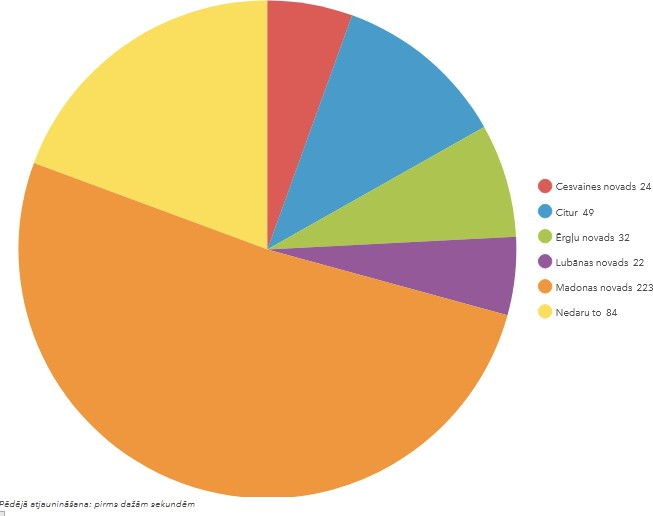 Cesvaines novads 24
Citur 49
Ērgļu novads 32
Lubānas novads 22
Madonas novads 223
Nedaru to 84
Pēdējā atjaunināšana: pirms dažām sekundēm